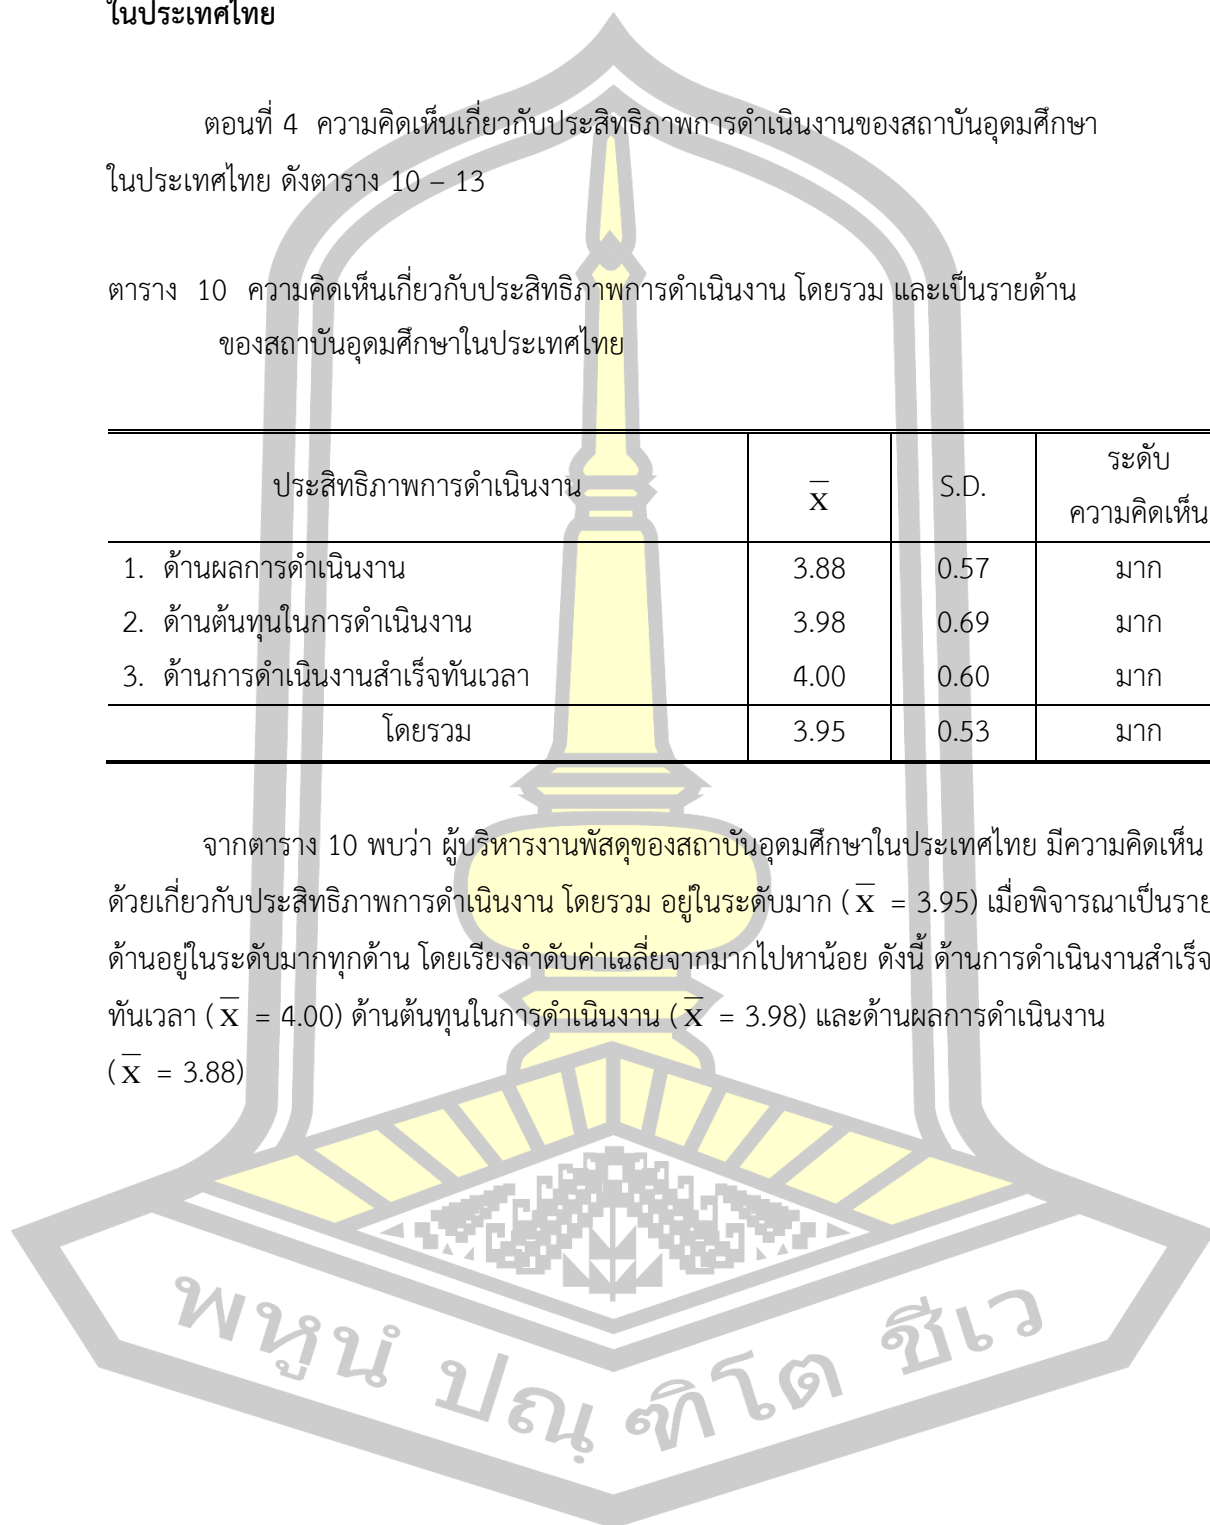 ในประเทศไทย
ตอนที่ 4 ความคิดเห็นเกี่ยวกับประสิทธิภาพการดำเนินงานของสถาบันอุดมศึกษา
ในประเทศไทย ดังตาราง 10 – 13
ตาราง 10 ความคิดเห็นเกี่ยวกับประสิทธิภาพการดำเนินงาน โดยรวม และเป็นรายด้าน
ของสถาบันอุดมศึกษาในประเทศไทย
ประสิทธิภาพการดำเนินงาน x̄ S.D. ระดับ
ความคิดเห็น
1. ด้านผลการดำเนินงาน 3.88 0.57 มาก
2. ด้านต้นทุนในการดำเนินงาน 3.98 0.69 มาก
3. ด้านการดำเนินงานสำเร็จทันเวลา 4.00 0.60 มาก
โดยรวม 3.95 0.53 มาก
จากตาราง 10 พบว่า ผู้บริหารงานพัสดุของสถาบันอุดมศึกษาในประเทศไทย มีความคิดเห็น
ด้วยเกี่ยวกับประสิทธิภาพการดำเนินงาน โดยรวม อยู่ในระดับมาก ( x̄ = 3.95) เมื่อพิจารณาเป็นราย
ด้านอยู่ในระดับมากทุกด้าน โดยเรียงลำดับค่าเฉลี่ยจากมากไปหาน้อย ดังนี้ ด้านการดำเนินงานสำเร็จ
ทันเวลา ( x̄ = 4.00) ด้านต้นทุนในการดำเนินงาน ( x̄ = 3.98) และด้านผลการดำเนินงาน
( x̄ = 3.88)
พหูนํ ปณฺฑิโต ชีเว